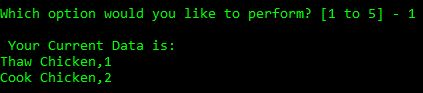 Which option would you like to perform? [1 to 5] - 1
Your Current Data is:
Thaw Chicken,1
Cook Chicken,2